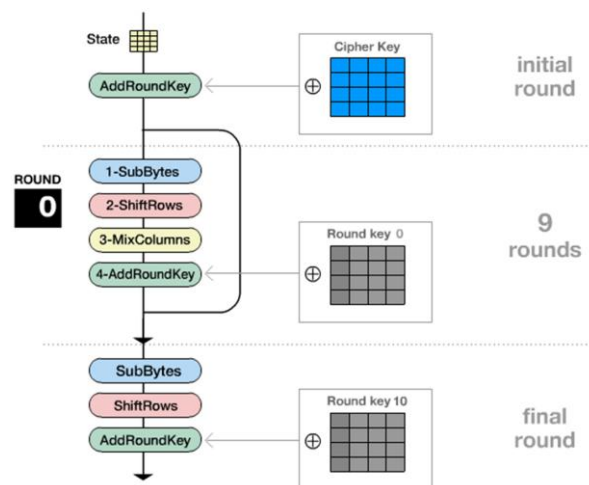 State
Cipher Key
AddRoundKey
⊕
initial
round
1-SubBytes
ROUND
0
2-ShiftRows
3-MixColumns
4-AddRoundKey
Round key 0
⊕
9
rounds
SubBytes
ShiftRows
AddRoundKey
Round key 10
⊕
final
round